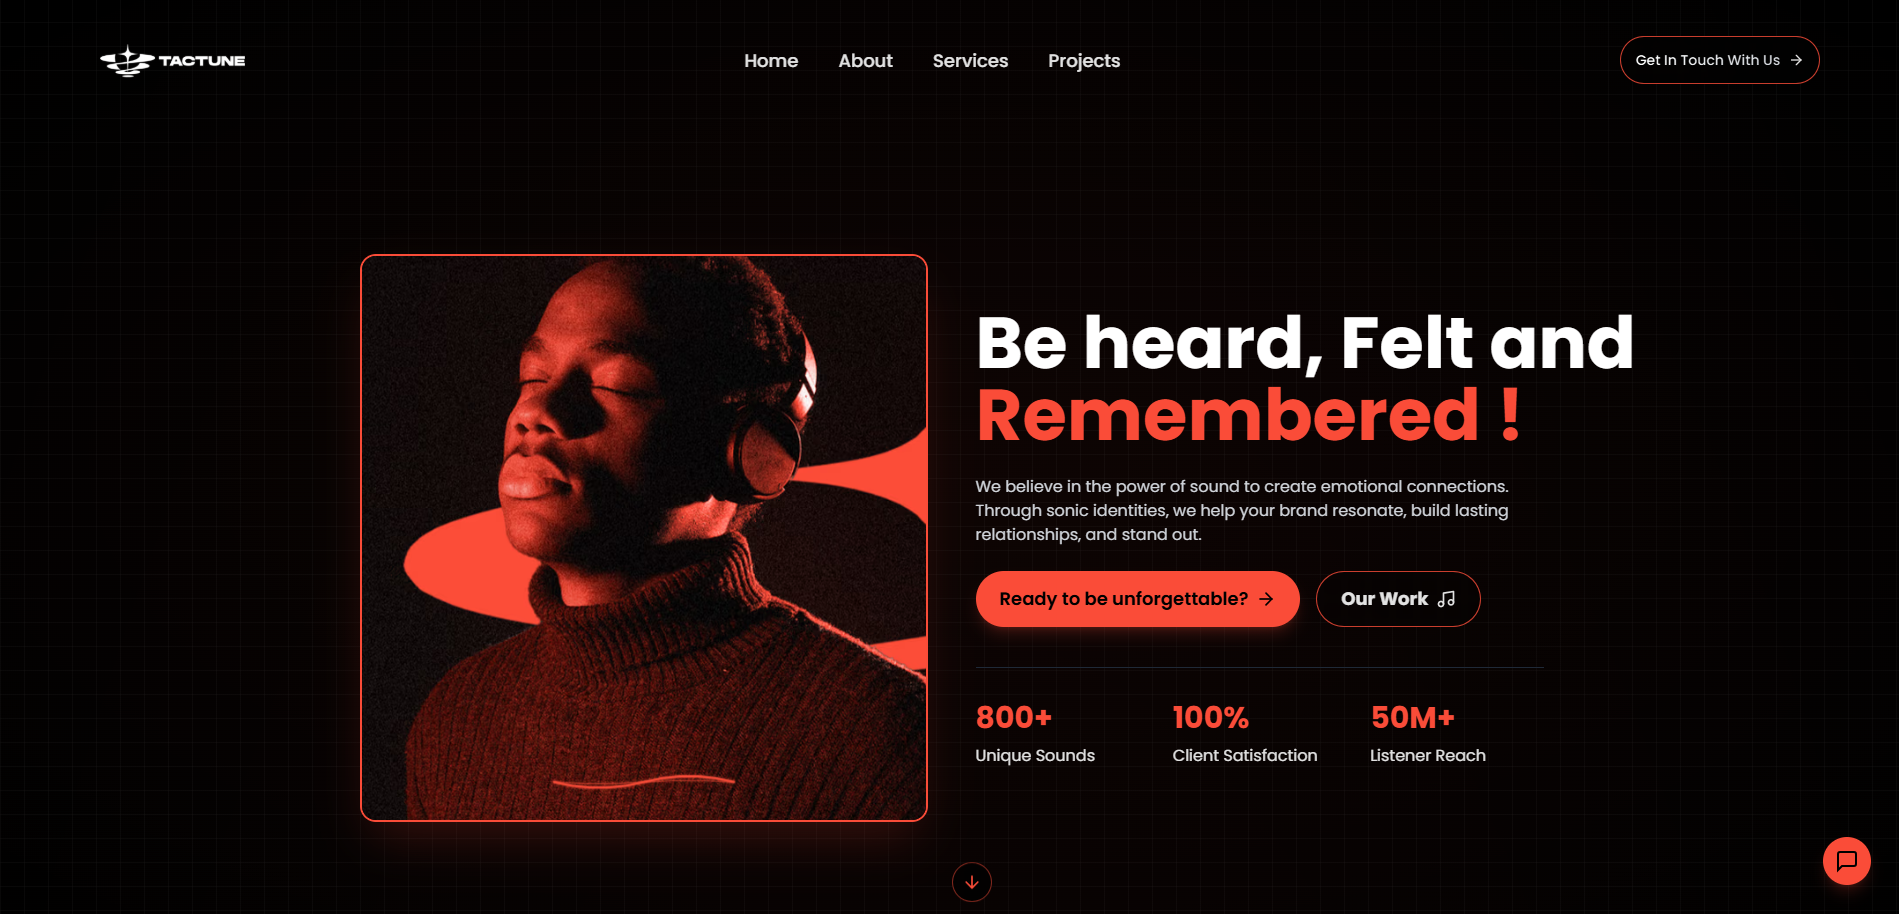 TACTUNE
Home
About
Services
Projects
Get In Touch With Us
Be heard, Felt and
Remembered !
We believe in the power of sound to create emotional connections.
Through sonic identities, we help your brand resonate, build lasting
relationships, and stand out.
Ready to be unforgettable?
Our Work
800+
Unique Sounds
100%
Client Satisfaction
50M+
Listener Reach